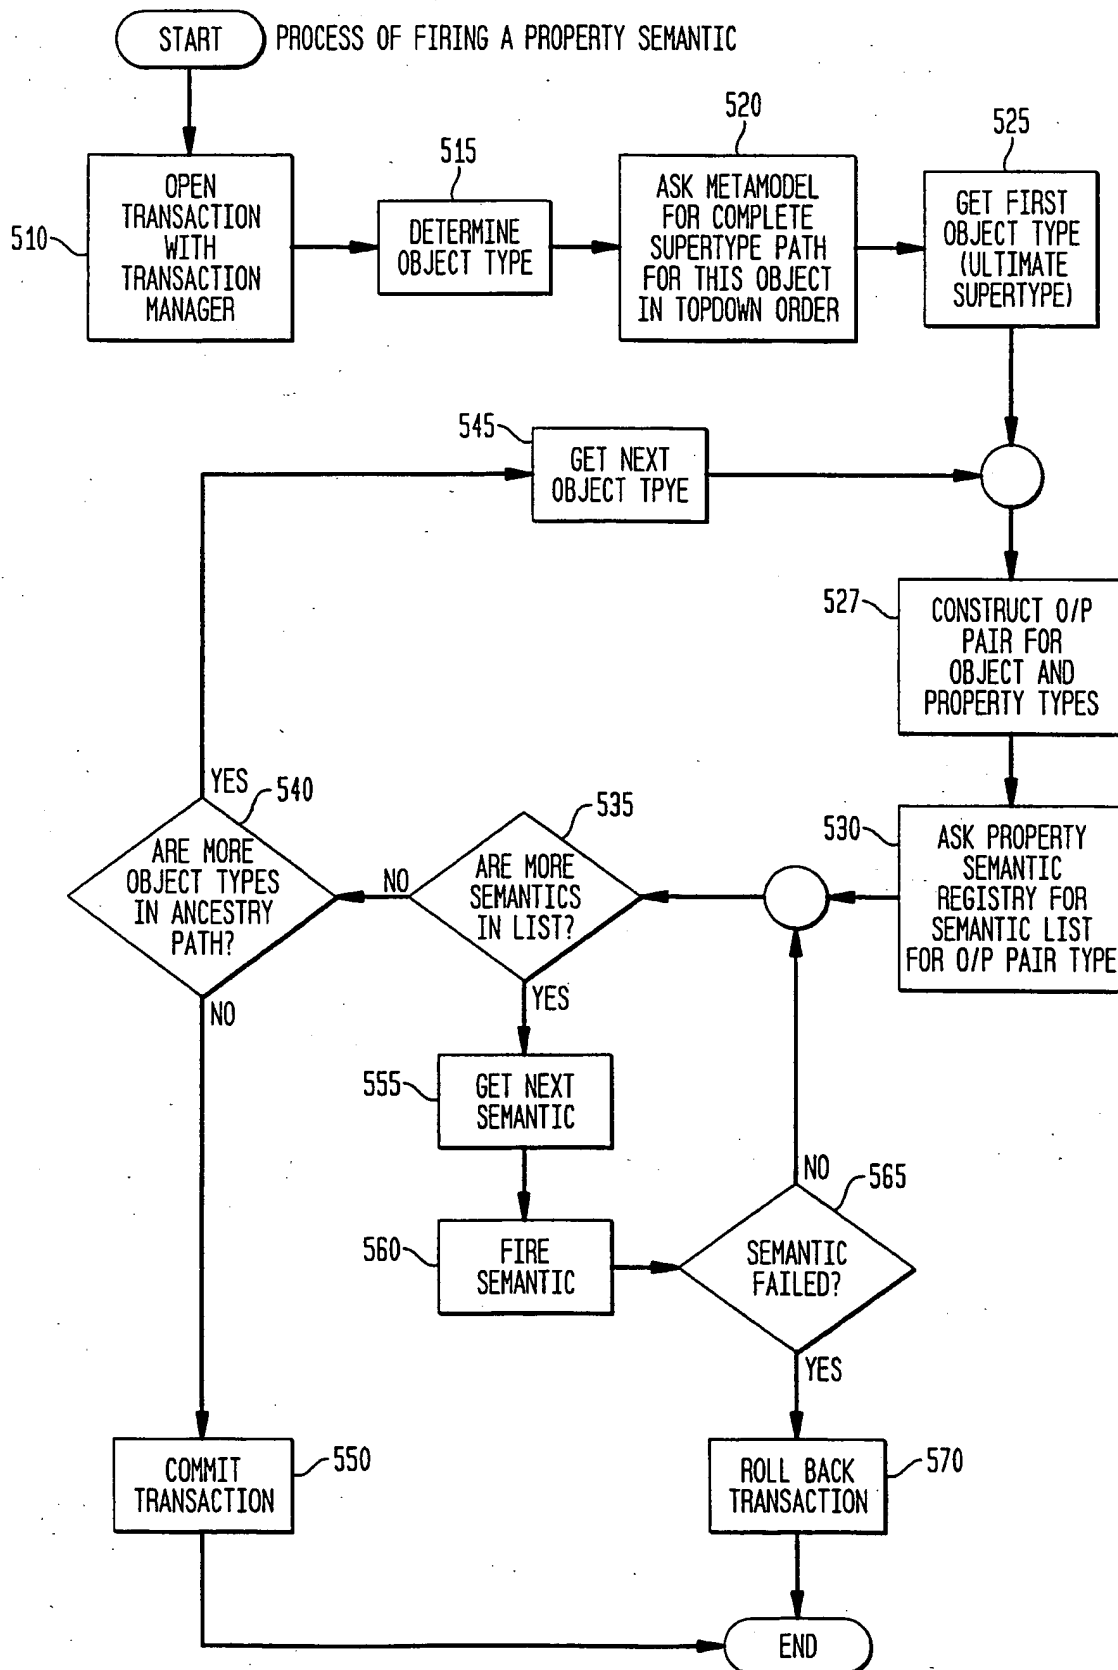 START
PROCESS OF FIRING A PROPERTY SEMANTIC
510
OPEN
TRANSACTION
WITH
TRANSACTION
MANAGER
515
DETERMINE
OBJECT TYPE
520
ASK METAMODEL
FOR COMPLETE
SUPERTYPE PATH
FOR THIS OBJECT
IN TOPDOWN ORDER
525
GET FIRST
OBJECT TYPE
(ULTIMATE
SUPERTYPE)
545
GET NEXT
OBJECT TPYE
527
CONSTRUCT O/P
PAIR FOR
OBJECT AND
PROPERTY TYPES
530
ASK PROPERTY
SEMANTIC
REGISTRY FOR
SEMANTIC LIST
FOR O/P PAIR TYPE
535
ARE MORE
SEMANTICS
IN LIST?
NO
YES
540
ARE MORE
OBJECT TYPES
IN ANCESTRY
PATH?
YES
NO
555
GET NEXT
SEMANTIC
560
FIRE
SEMANTIC
565
SEMANTIC
FAILED?
NO
YES
550
COMMIT
TRANSACTION
570
ROLL BACK
TRANSACTION
END